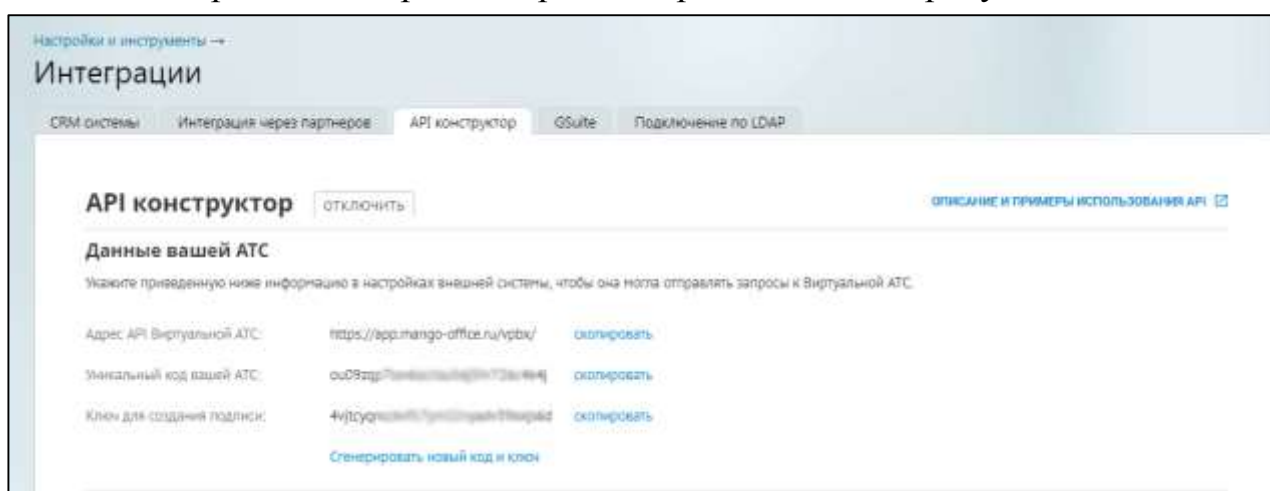 Настройки и инструменты →
Интеграции
CRM системы Интеграция через партнеров API конструктор GSuite Подключение по LDAP
API конструктор ОТКЛЮЧИТЬ ОПИСАНИЕ И ПРИМЕРЫ ИСПОЛЬЗОВАНИЯ API
Данные вашей АТС
Укажите приведенную ниже информацию в настройках внешней системы, чтобы она могла отправлять запросы к Виртуальной АТС.
Адрес API Виртуальной АТС: https://app.mango-office.ru/vpbx/ скопировать
Уникальный код вашей АТС: скопировать
Ключ для создания подписи: скопировать
Сгенерировать новый код и ключ